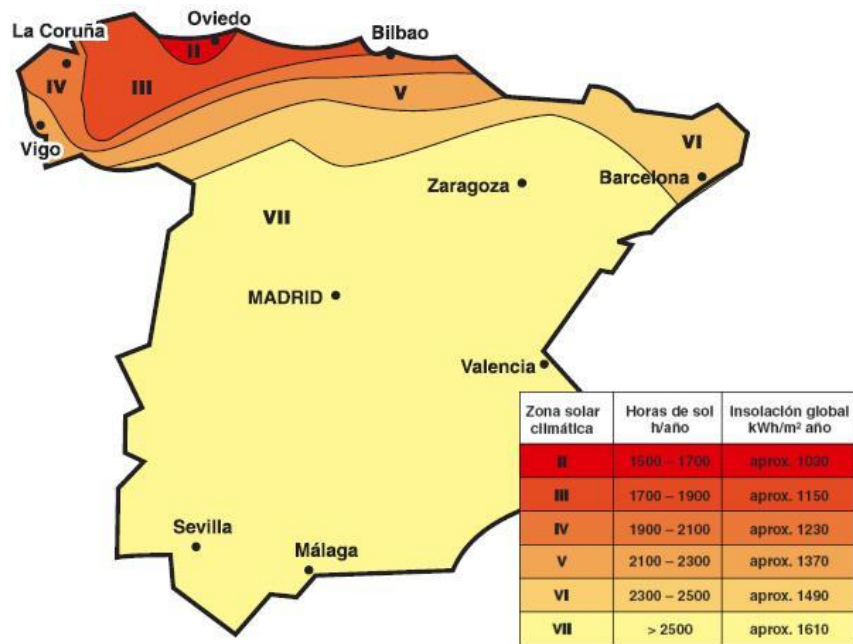 Oviedo
La Coruña
Bilbao
II
IV
III
V
Vigo
VI
Zaragoza
Barcelona
VII
MADRID
Valencia
Sevilla
Málaga
Zona solar climática | Horas de sol h/año | Insolación global kWh/m² año
II | 1500 – 1700 | aprox. 1030
III | 1700 – 1900 | aprox. 1150
IV | 1900 – 2100 | aprox. 1230
V | 2100 – 2300 | aprox. 1370
VI | 2300 – 2500 | aprox. 1490
VII | > 2500 | aprox. 1610